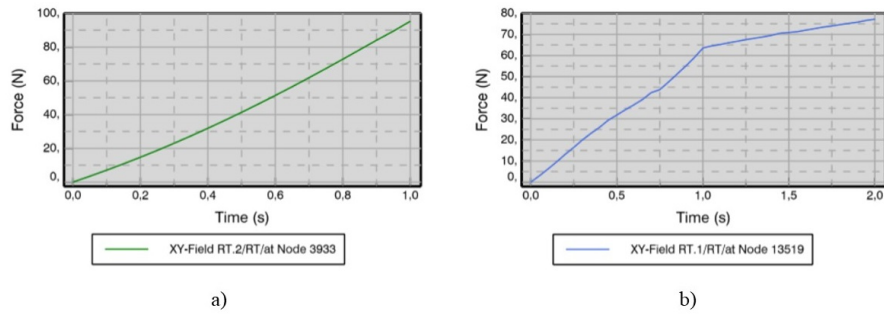 100,
80,
60,
40,
20,
0,
Force (N)
0,0 0,2 0,4 0,6 0,8 1,0
Time (s)
XY-Field RT.2/RT/at Node 3933
a)
80,
70,
60,
50,
40,
30,
20,
10,
0,
Force (N)
0,0 0,5 1,0 1,5 2,0
Time (s)
XY-Field RT.1/RT/at Node 13519
b)